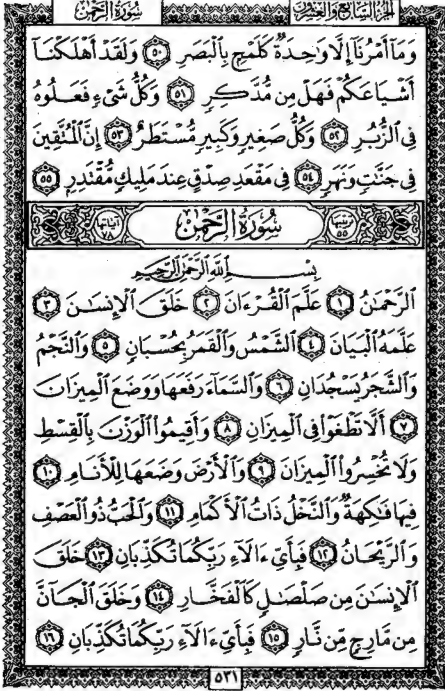 الجزء السابع والعشرين سورة الرحمن
وَمَآ أَمْرُنَآ إِلَّا وَٰحِدَةٌ كَلَمْحٍۭ بِٱلْبَصَرِ ۝٥٠ وَلَقَدْ أَهْلَكْنَآ
أَشْيَاعَكُمْ فَهَلْ مِن مُّدَّكِرٍ ۝٥١ وَكُلُّ شَىْءٍ فَعَلُوهُ
فِى ٱلزُّبُرِ ۝٥٢ وَكُلُّ صَغِيرٍ وَكَبِيرٍ مُّسْتَطَرٌ ۝٥٣ إِنَّ ٱلْمُتَّقِينَ
فِى جَنَّٰتٍ وَنَهَرٍ ۝٥٤ فِى مَقْعَدِ صِدْقٍ عِندَ مَلِيكٍ مُّقْتَدِرٍۭ ۝٥٥
ترتيبها ٥٥ سُورَةُ الرَّحْمٰن آياتها ٧٨
بِسْمِ ٱللَّهِ ٱلرَّحْمَٰنِ ٱلرَّحِيمِ
ٱلرَّحْمَٰنُ ۝١ عَلَّمَ ٱلْقُرْءَانَ ۝٢ خَلَقَ ٱلْإِنسَٰنَ ۝٣
عَلَّمَهُ ٱلْبَيَانَ ۝٤ ٱلشَّمْسُ وَٱلْقَمَرُ بِحُسْبَانٍ ۝٥ وَٱلنَّجْمُ
وَٱلشَّجَرُ يَسْجُدَانِ ۝٦ وَٱلسَّمَآءَ رَفَعَهَا وَوَضَعَ ٱلْمِيزَانَ
۝٧ أَلَّا تَطْغَوْا۟ فِى ٱلْمِيزَانِ ۝٨ وَأَقِيمُوا۟ ٱلْوَزْنَ بِٱلْقِسْطِ
وَلَا تُخْسِرُوا۟ ٱلْمِيزَانَ ۝٩ وَٱلْأَرْضَ وَضَعَهَا لِلْأَنَامِ ۝١٠
فِيهَا فَٰكِهَةٌ وَٱلنَّخْلُ ذَاتُ ٱلْأَكْمَامِ ۝١١ وَٱلْحَبُّ ذُو ٱلْعَصْفِ
وَٱلرَّيْحَانُ ۝١٢ فَبِأَىِّ ءَالَآءِ رَبِّكُمَا تُكَذِّبَانِ ۝١٣ خَلَقَ
ٱلْإِنسَٰنَ مِن صَلْصَٰلٍ كَٱلْفَخَّارِ ۝١٤ وَخَلَقَ ٱلْجَآنَّ
مِن مَّارِجٍ مِّن نَّارٍ ۝١٥ فَبِأَىِّ ءَالَآءِ رَبِّكُمَا تُكَذِّبَانِ ۝١٦
٥٣١